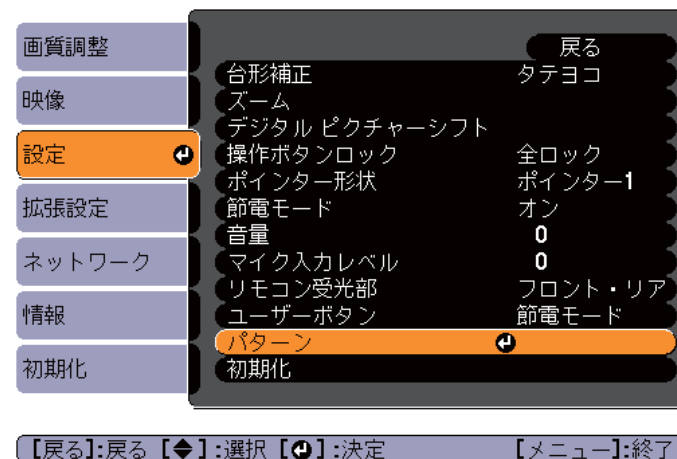 画質調整
映像
設定
拡張設定
ネットワーク
情報
初期化
戻る
台形補正 タテヨコ
ズーム
デジタル ピクチャーシフト
操作ボタンロック 全ロック
ポインター形状 ポインター1
節電モード オン
音量 0
マイク入力レベル 0
リモコン受光部 フロント・リア
ユーザーボタン 節電モード
パターン
初期化
[戻る]:戻る [◆]:選択 [↵]:決定 [メニュー]:終了